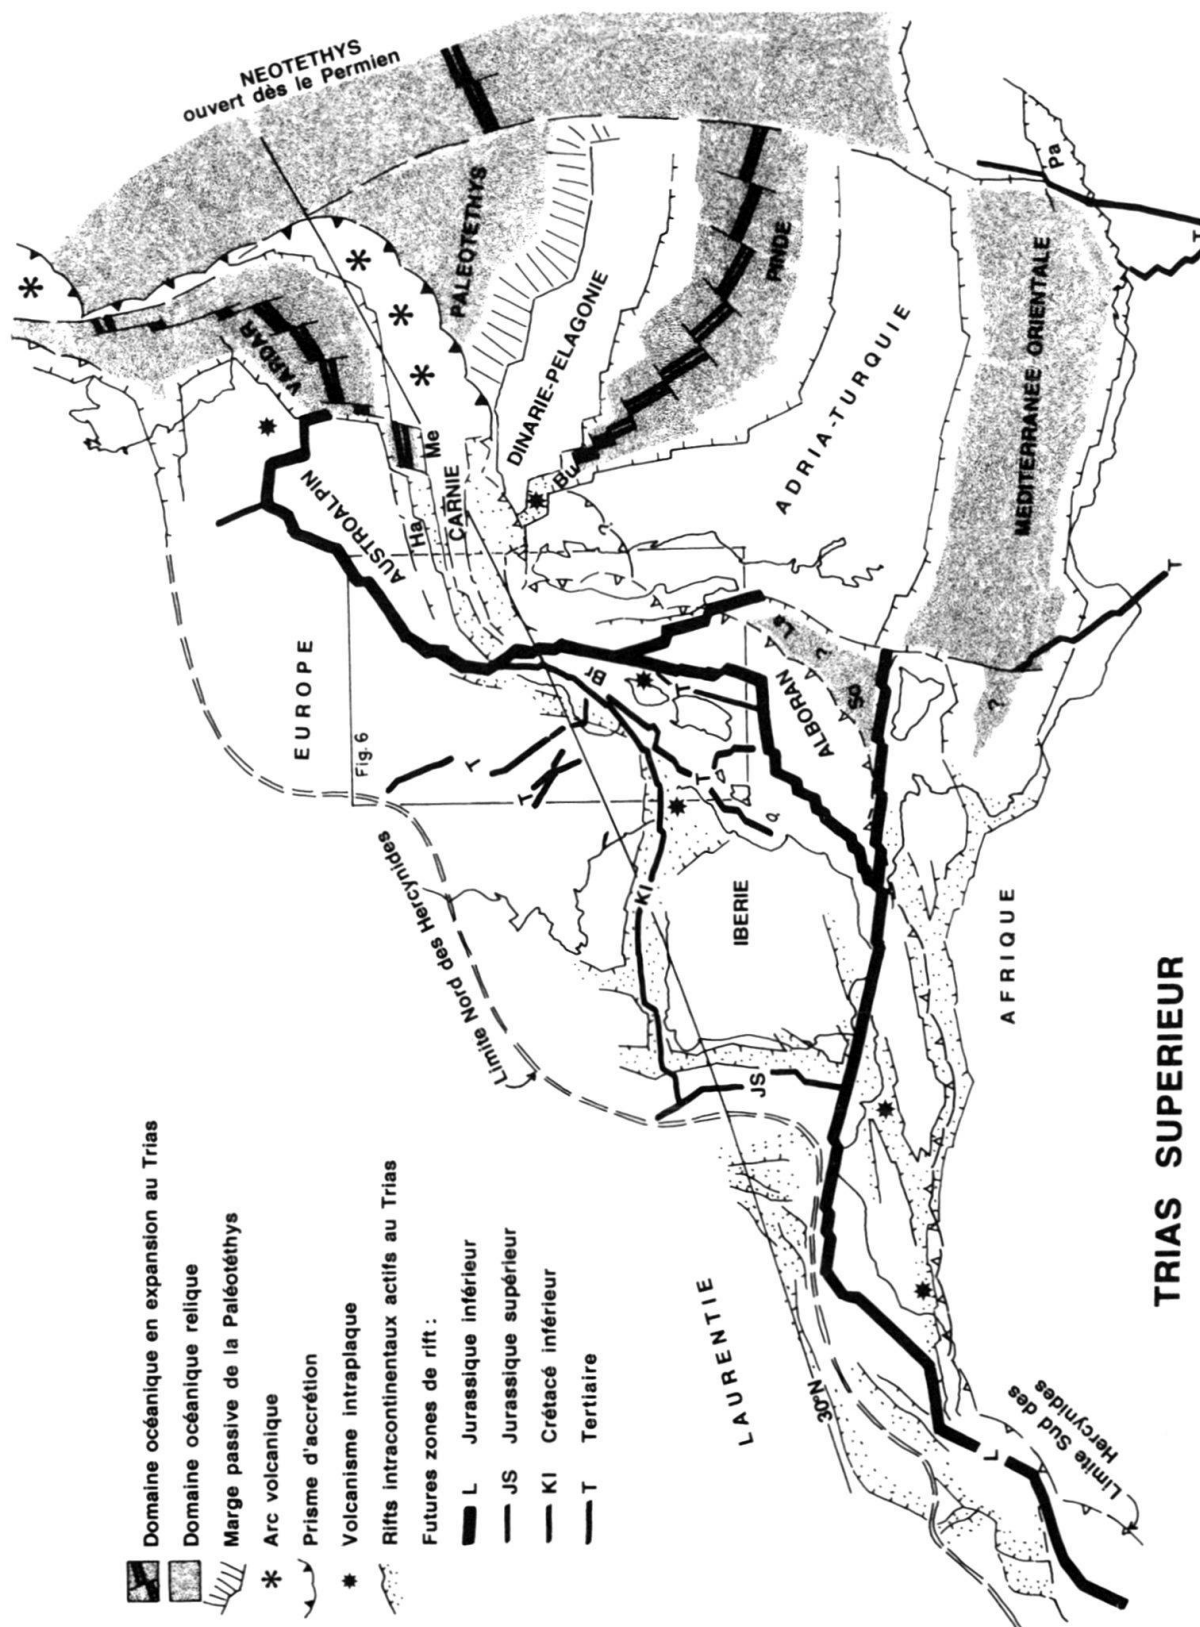 TRIAS SUPERIEUR
Domaine océanique en expansion au Trias
Domaine océanique relique
Marge passive de la Paléotéthys
Arc volcanique
Prisme d'accrétion
Volcanisme intraplaque
Rifts intracontinentaux actifs au Trias
Futures zones de rift :
L Jurassique inférieur
JS Jurassique supérieur
KI Crétacé inférieur
T Tertiaire
NEOTETHYS
ouvert dès le Permien
PALEOTETHYS
VARDAR
DINARIE-PELAGONIE
PINDE
ADRIA-TURQUIE
MEDITERRANEE ORIENTALE
Pa
T
T
AUSTROALPIN
Ha
Me
CARNIE
Bu
EUROPE
Fig. 6
T
T
Br
T
T
La
?
So
?
ALBORAN
KI
IBERIE
AFRIQUE
Limite Nord des Hercynides
JS
LAURENTIE
30°N
L
Limite Sud des
Hercynides